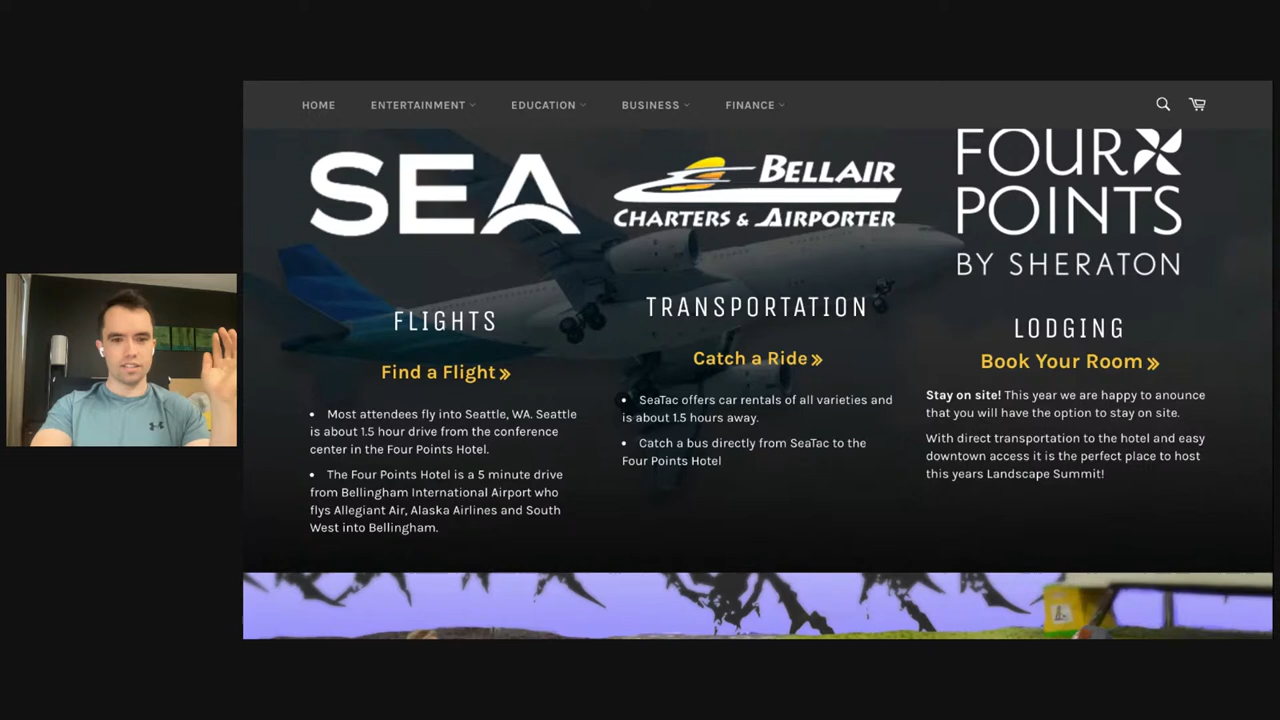 HOME ENTERTAINMENT EDUCATION BUSINESS FINANCE
SEA
BELLAIR
CHARTERS & AIRPORTER
FOUR
POINTS
BY SHERATON
FLIGHTS
Find a Flight »
Most attendees fly into Seattle, WA. Seattle
is about 1.5 hour drive from the conference
center in the Four Points Hotel.
The Four Points Hotel is a 5 minute drive
from Bellingham International Airport who
flys Allegiant Air, Alaska Airlines and South
West into Bellingham.
TRANSPORTATION
Catch a Ride »
SeaTac offers car rentals of all varieties and
is about 1.5 hours away.
Catch a bus directly from SeaTac to the
Four Points Hotel
LODGING
Book Your Room »
Stay on site! This year we are happy to anounce
that you will have the option to stay on site.
With direct transportation to the hotel and easy
downtown access it is the perfect place to host
this years Landscape Summit!